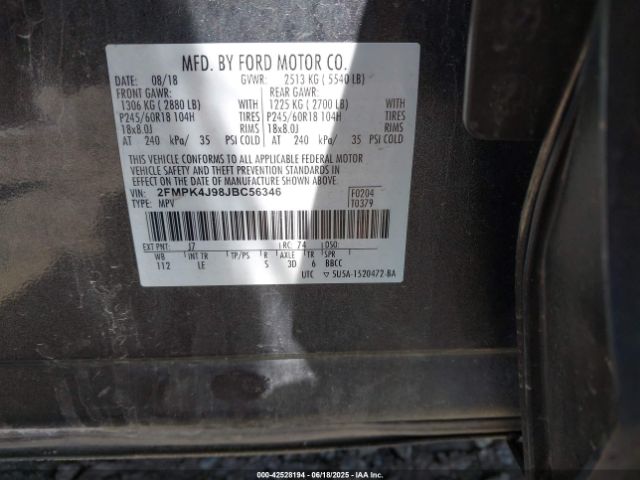 MFD. BY FORD MOTOR CO.
DATE: 08/18 GVWR: 2513 KG ( 5540 LB)
FRONT GAWR: REAR GAWR:
1306 KG ( 2880 LB) WITH 1225 KG ( 2700 LB) WITH
P245/60R18 104H TIRES P245/60R18 104H TIRES
18x8.0J RIMS 18x8.0J RIMS
AT 240 kPa/ 35 PSI COLD AT 240 kPa/ 35 PSI COLD
THIS VEHICLE CONFORMS TO ALL APPLICABLE FEDERAL MOTOR
VEHICLE SAFETY AND THEFT PREVENTION STANDARDS IN
EFFECT ON THE DATE OF MANUFACTURE SHOWN ABOVE.
VIN: 2FMPK4J98JBC56346 F0204
TYPE: MPV T0379
EXT PNT: J7 RC: 74 DSO:
WB INT TR TP/PS R AXLE TR SPR
112 LE S 3D 6 BBCC
UTC ▽ 5U5A-1520472-BA
000-42528194 - 06/18/2025 - IAAI Holdings, LLC.